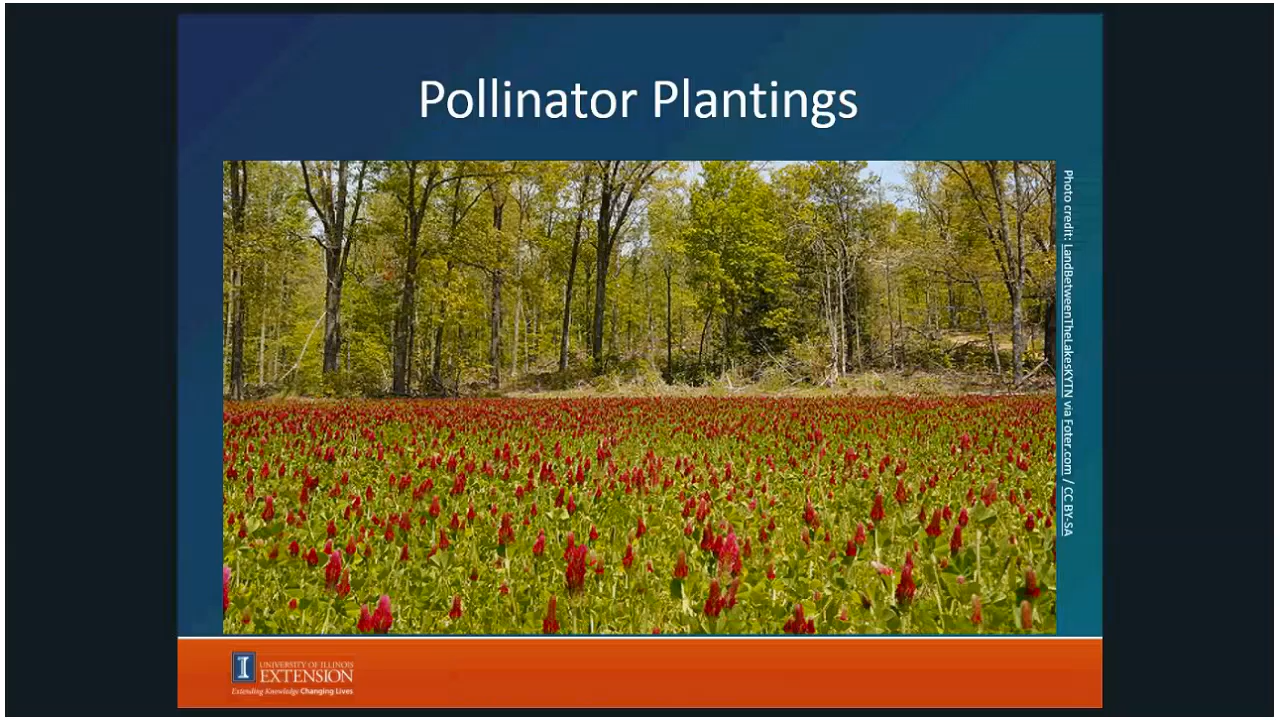 Pollinator Plantings
Photo credit: LandBetweenTheLakesKYTN via Foter.com / CC BY-SA
I
UNIVERSITY OF ILLINOIS
EXTENSION
Extending Knowledge Changing Lives